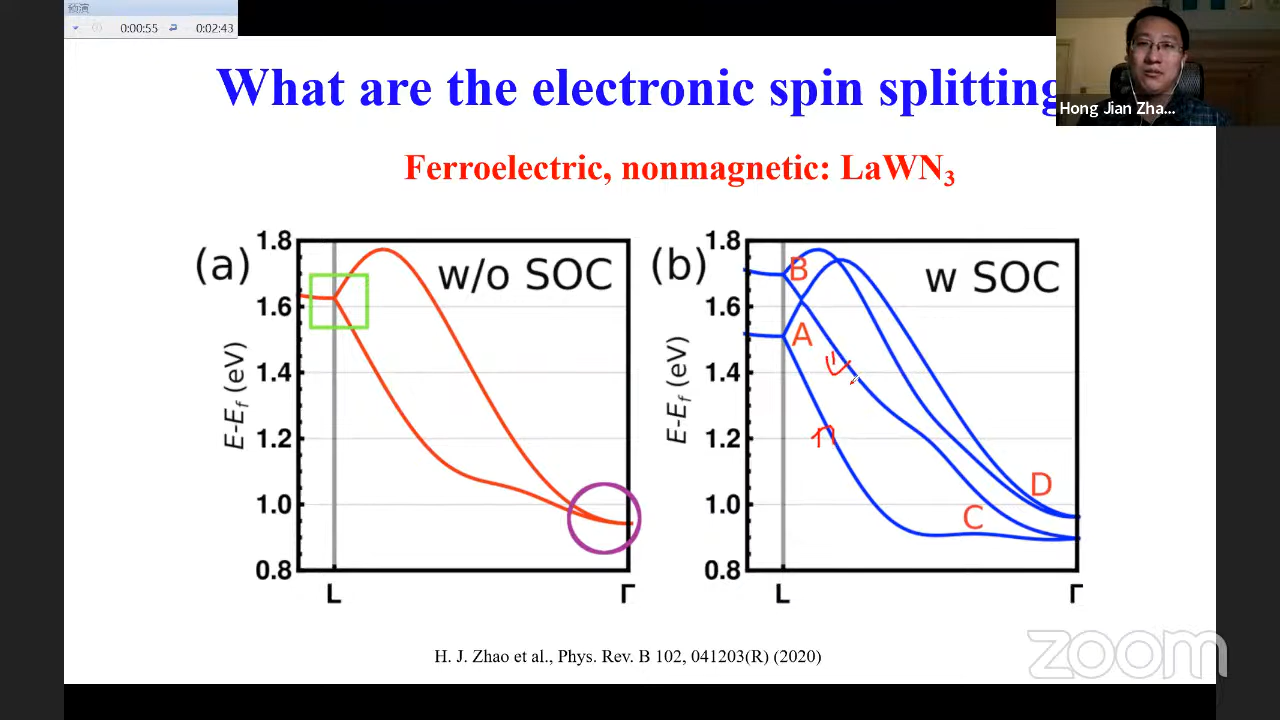 预演
0:00:55 0:02:43
What are the electronic spin splitting
Hong Jian Zha...
Ferroelectric, nonmagnetic: LaWN₃
(a)
w/o SOC
E-E_f (eV)
1.8
1.6
1.4
1.2
1.0
0.8
L Γ
(b)
w SOC
E-E_f (eV)
1.8
1.6
1.4
1.2
1.0
0.8
B
A
D
C
L Γ
H. J. Zhao et al., Phys. Rev. B 102, 041203(R) (2020)
zoom